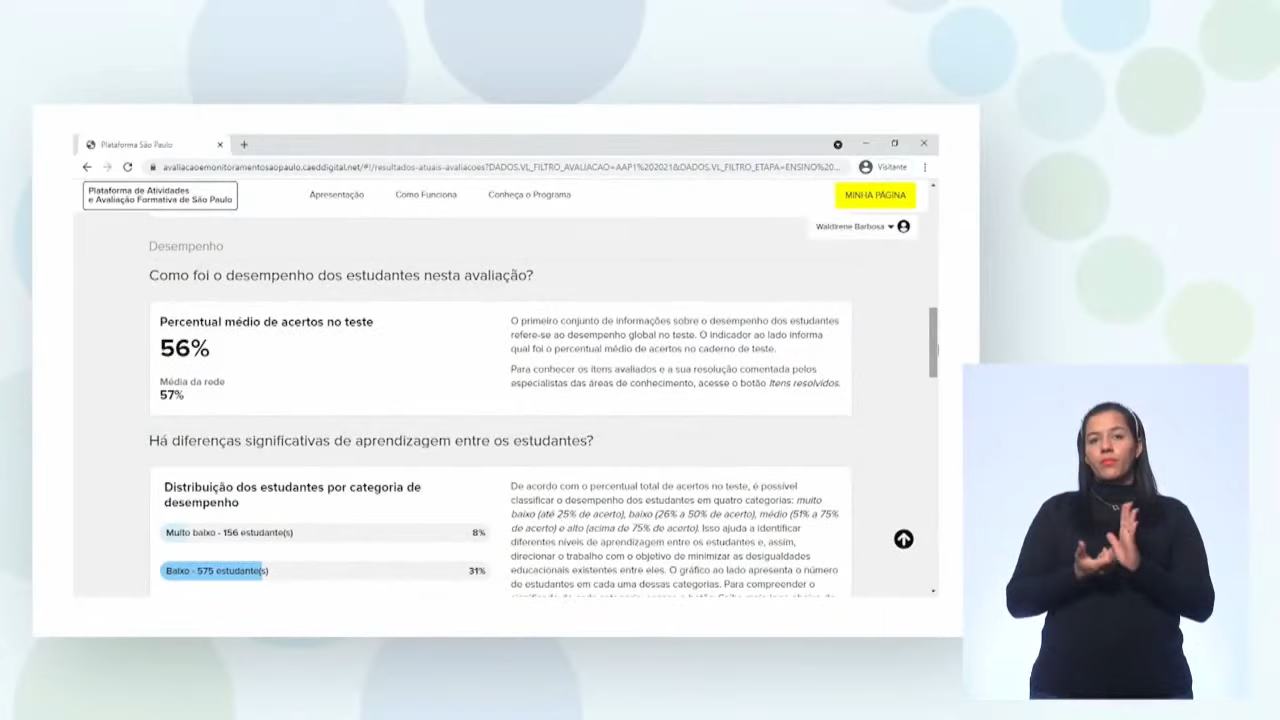 Plataforma São Paulo
avaliacaoemonitoramentosaopaulo.caeddigital.net/#!/resultados-atuais-avaliacoes?DADOS.VL_FILTRO_AVALIACAO=AAP1%202021&DADOS.VL_FILTRO_ETAPA=ENSINO%20...
Visitante
Plataforma de Atividades
e Avaliação Formativa de São Paulo
Apresentação
Como Funciona
Conheça o Programa
MINHA PÁGINA
Waldirene Barbosa
Desempenho
Como foi o desempenho dos estudantes nesta avaliação?
Percentual médio de acertos no teste
56%
Média da rede
57%
O primeiro conjunto de informações sobre o desempenho dos estudantes
refere-se ao desempenho global no teste. O indicador ao lado informa
qual foi o percentual médio de acertos no caderno de teste.
Para conhecer os itens avaliados e a sua resolução comentada pelos
especialistas das áreas de conhecimento, acesse o botão Itens resolvidos.
Há diferenças significativas de aprendizagem entre os estudantes?
Distribuição dos estudantes por categoria de
desempenho
Muito baixo - 156 estudante(s) 8%
Baixo - 575 estudante(s) 31%
De acordo com o percentual total de acertos no teste, é possível
classificar o desempenho dos estudantes em quatro categorias: muito
baixo (até 25% de acerto), baixo (26% a 50% de acerto), médio (51% a 75%
de acerto) e alto (acima de 75% de acerto). Isso ajuda a identificar
diferentes níveis de aprendizagem entre os estudantes e, assim,
direcionar o trabalho com o objetivo de minimizar as desigualdades
educacionais existentes entre eles. O gráfico ao lado apresenta o número
de estudantes em cada uma dessas categorias. Para compreender o